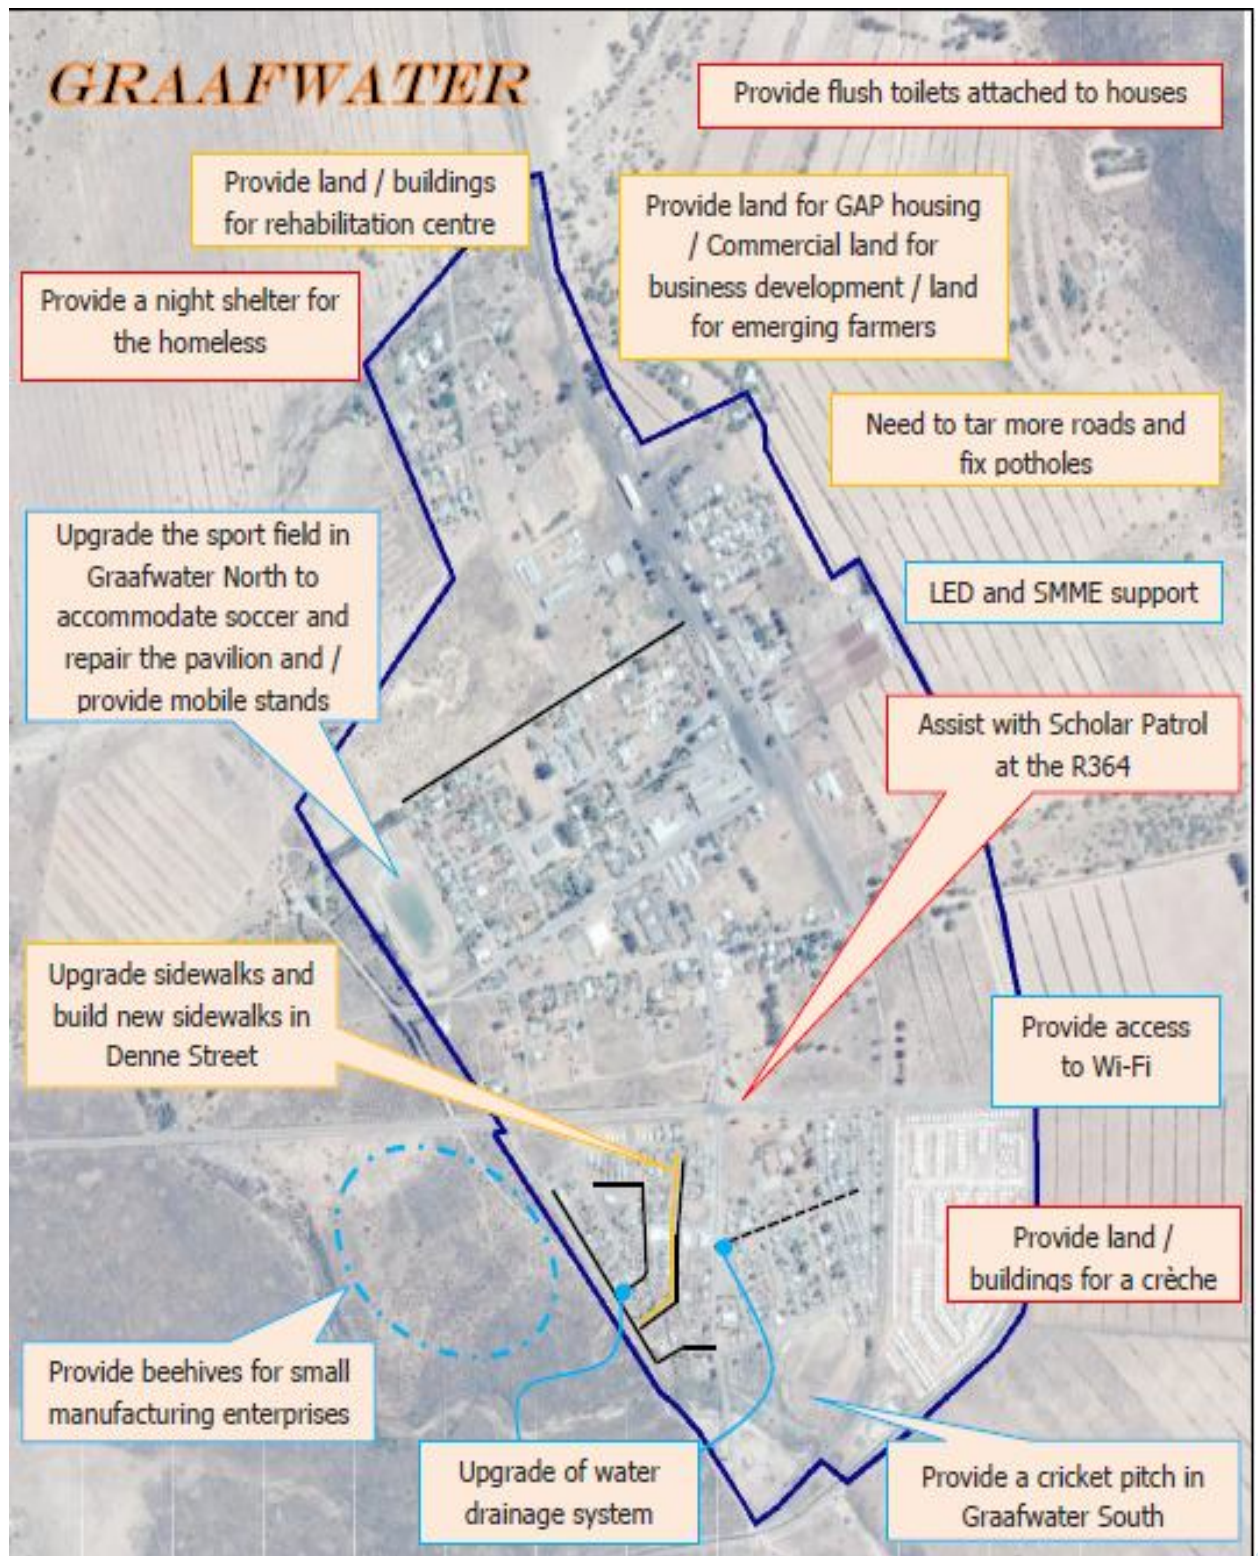 GRAAFWATER
Provide flush toilets attached to houses
Provide land / buildings
for rehabilitation centre
Provide land for GAP housing
/ Commercial land for
business development / land
for emerging farmers
Provide a night shelter for
the homeless
Need to tar more roads and
fix potholes
Upgrade the sport field in
Graafwater North to
accommodate soccer and
repair the pavilion and /
provide mobile stands
LED and SMME support
Assist with Scholar Patrol
at the R364
Upgrade sidewalks and
build new sidewalks in
Denne Street
Provide access
to Wi-Fi
Provide land /
buildings for a crèche
Provide beehives for small
manufacturing enterprises
Upgrade of water
drainage system
Provide a cricket pitch in
Graafwater South